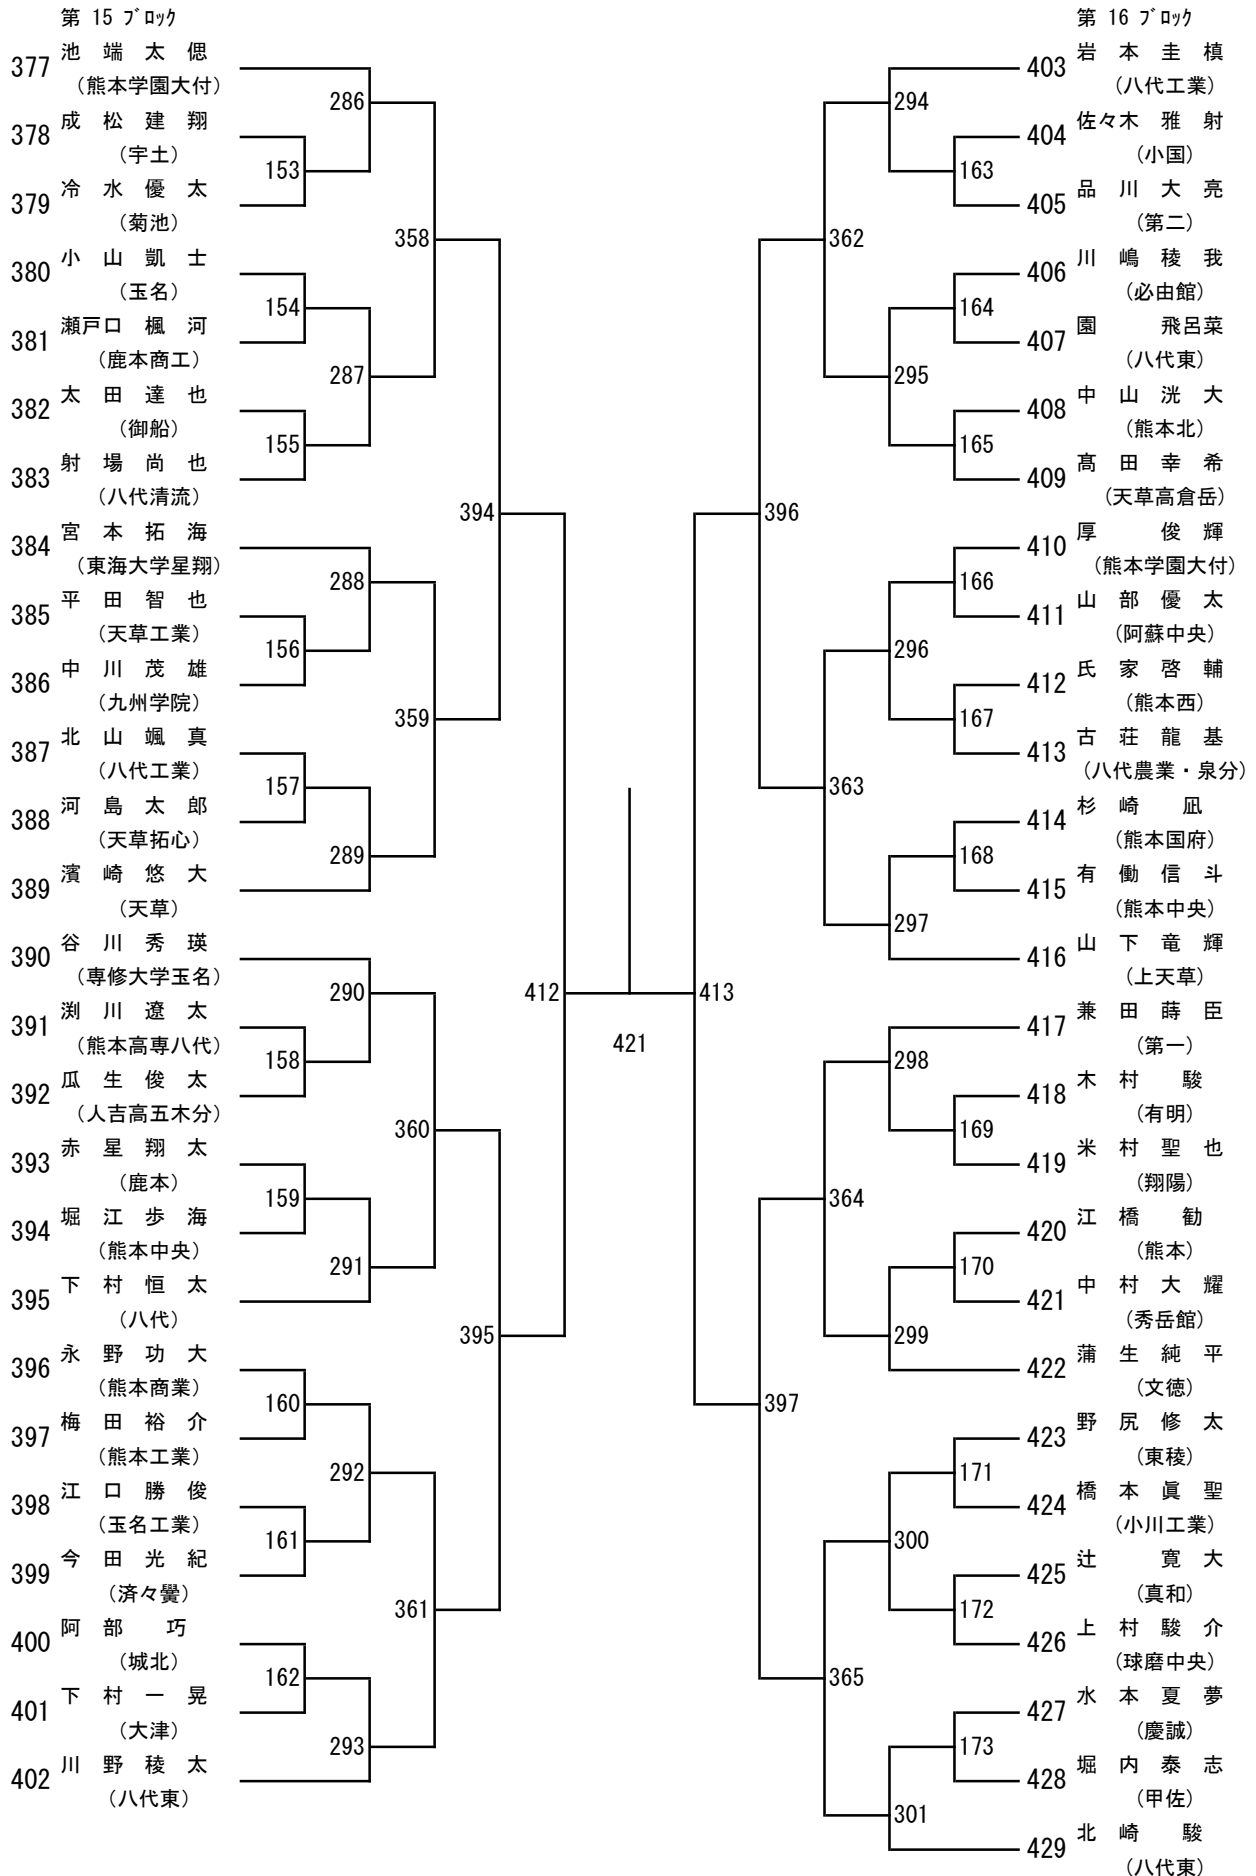 第 15 ﾌﾞﾛｯｸ
377 池 端 太 偲
(熊本学園大付)
286
378 成 松 建 翔
(宇土)
153
379 冷 水 優 太
(菊池)
358
380 小 山 凱 士
(玉名)
154
381 瀬戸口 楓 河
(鹿本商工)
287
382 太 田 達 也
(御船)
155
383 射 場 尚 也
(八代清流)
394
384 宮 本 拓 海
(東海大学星翔)
288
385 平 田 智 也
(天草工業)
156
386 中 川 茂 雄
(九州学院)
359
387 北 山 颯 真
(八代工業)
157
388 河 島 太 郎
(天草拓心)
289
389 濱 崎 悠 大
(天草)
390 谷 川 秀 瑛
(専修大学玉名)
290
412
391 渕 川 遼 太
(熊本高専八代)
158
392 瓜 生 俊 太
(人吉高五木分)
360
393 赤 星 翔 太
(鹿本)
159
394 堀 江 歩 海
(熊本中央)
291
395 下 村 恒 太
(八代)
395
396 永 野 功 大
(熊本商業)
160
397 梅 田 裕 介
(熊本工業)
292
398 江 口 勝 俊
(玉名工業)
161
399 今 田 光 紀
(済々黌)
361
400 阿 部 巧
(城北)
162
401 下 村 一 晃
(大津)
293
402 川 野 稜 太
(八代東)
421
第 16 ﾌﾞﾛｯｸ
403 岩 本 圭 槙
(八代工業)
294
404 佐々木 雅 射
(小国)
163
405 品 川 大 亮
(第二)
362
406 川 嶋 稜 我
(必由館)
164
407 園 飛呂菜
(八代東)
295
408 中 山 洸 大
(熊本北)
165
409 髙 田 幸 希
(天草高倉岳)
396
410 厚 俊 輝
(熊本学園大付)
166
411 山 部 優 太
(阿蘇中央)
296
412 氏 家 啓 輔
(熊本西)
167
413 古 荘 龍 基
(八代農業・泉分)
363
414 杉 崎 凪
(熊本国府)
168
415 有 働 信 斗
(熊本中央)
297
416 山 下 竜 輝
(上天草)
413
417 兼 田 蒔 臣
(第一)
298
418 木 村 駿
(有明)
169
419 米 村 聖 也
(翔陽)
364
420 江 橋 勧
(熊本)
170
421 中 村 大 耀
(秀岳館)
299
422 蒲 生 純 平
(文徳)
397
423 野 尻 修 太
(東稜)
171
424 橋 本 眞 聖
(小川工業)
300
425 辻 寛 大
(真和)
172
426 上 村 駿 介
(球磨中央)
365
427 水 本 夏 夢
(慶誠)
173
428 堀 内 泰 志
(甲佐)
301
429 北 崎 駿
(八代東)